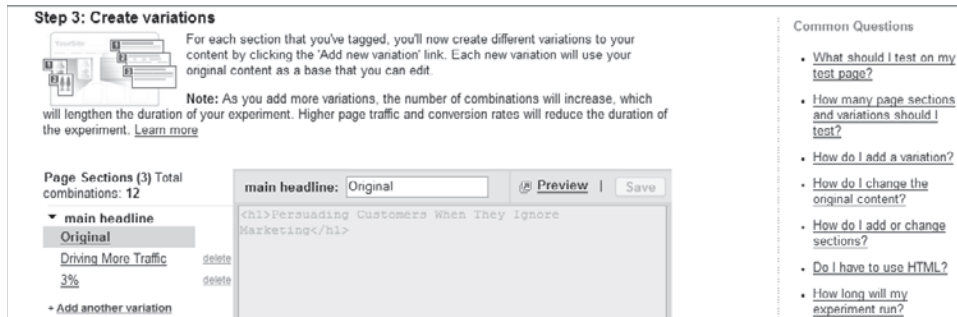 Step 3: Create variations
YourSite
For each section that you've tagged, you'll now create different variations to your
content by clicking the 'Add new variation' link. Each new variation will use your
original content as a base that you can edit.
Note: As you add more variations, the number of combinations will increase, which
will lengthen the duration of your experiment. Higher page traffic and conversion rates will reduce the duration of
the experiment. Learn more
Page Sections (3) Total
combinations: 12
main headline
Original
Driving More Traffic delete
3% delete
+ Add another variation
main headline: Original Preview | Save
<h1>Persuading Customers When They Ignore
Marketing</h1>
Common Questions
• What should I test on my
test page?
• How many page sections
and variations should I
test?
• How do I add a variation?
• How do I change the
original content?
• How do I add or change
sections?
• Do I have to use HTML?
• How long will my
experiment run?